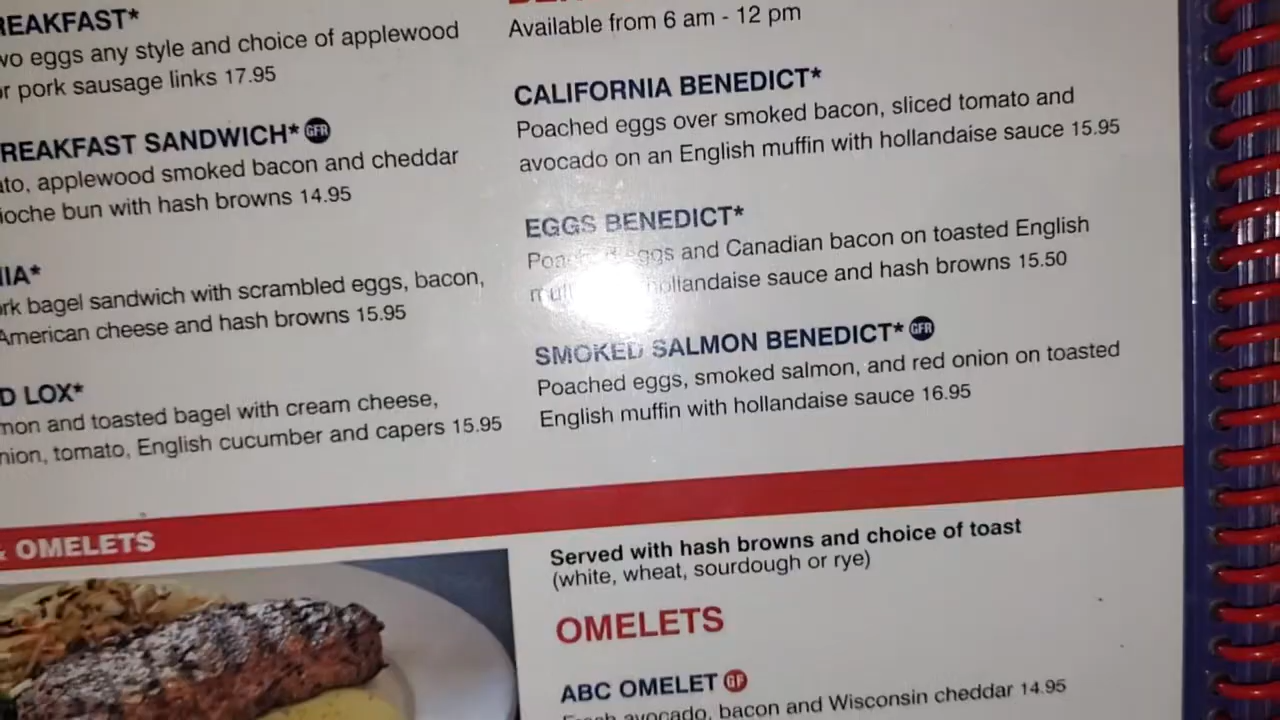 REAKFAST*
wo eggs any style and choice of applewood
or pork sausage links 17.95
REAKFAST SANDWICH* GFR
ato, applewood smoked bacon and cheddar
ioche bun with hash browns 14.95
IA*
rk bagel sandwich with scrambled eggs, bacon,
American cheese and hash browns 15.95
D LOX*
mon and toasted bagel with cream cheese,
nion, tomato, English cucumber and capers 15.95
& OMELETS
Available from 6 am - 12 pm
CALIFORNIA BENEDICT*
Poached eggs over smoked bacon, sliced tomato and
avocado on an English muffin with hollandaise sauce 15.95
EGGS BENEDICT*
Poached eggs and Canadian bacon on toasted English
hollandaise sauce and hash browns 15.50
SMOKED SALMON BENEDICT* GFR
Poached eggs, smoked salmon, and red onion on toasted
English muffin with hollandaise sauce 16.95
Served with hash browns and choice of toast
(white, wheat, sourdough or rye)
OMELETS
ABC OMELET GF
Fresh avocado, bacon and Wisconsin cheddar 14.95